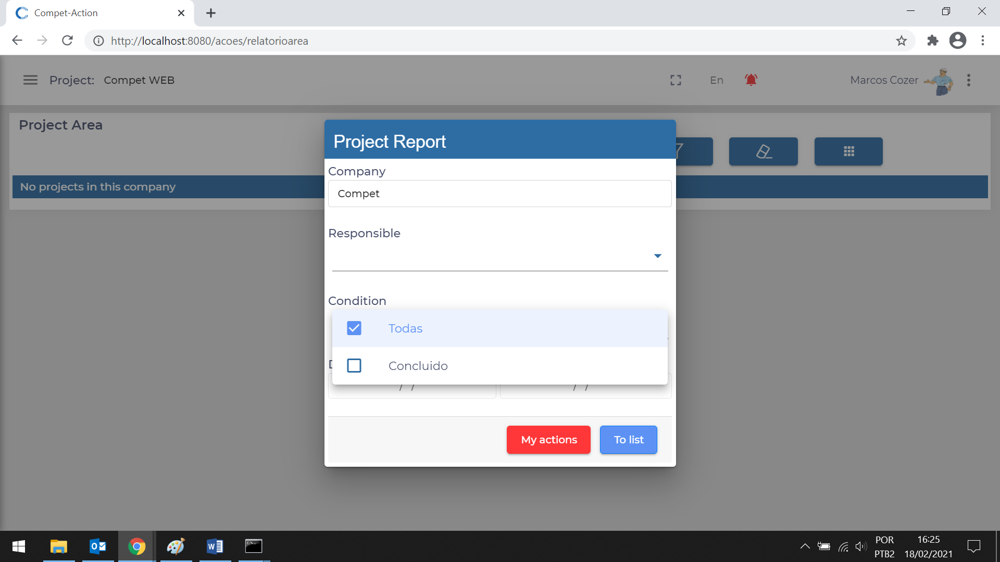 Compet-Action
http://localhost:8080/acoes/relatorioarea
Project: Compet WEB
En
Marcos Cozer
Project Area
No projects in this company
Project Report
Company
Compet
Responsible
Condition
Todas
Concluido
/ /
/ /
My actions
To list
POR
PTB2
16:25
18/02/2021